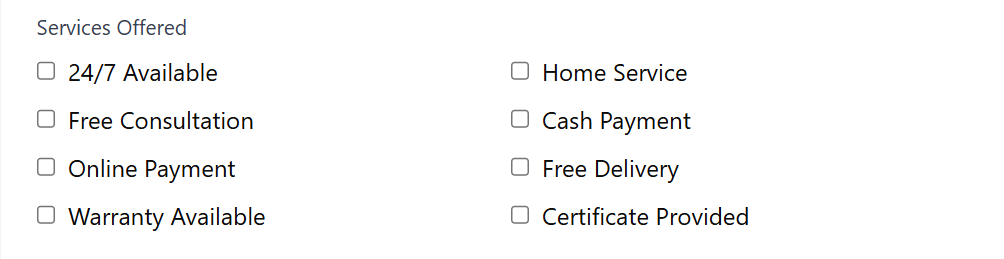 Services Offered
24/7 Available
Home Service
Free Consultation
Cash Payment
Online Payment
Free Delivery
Warranty Available
Certificate Provided